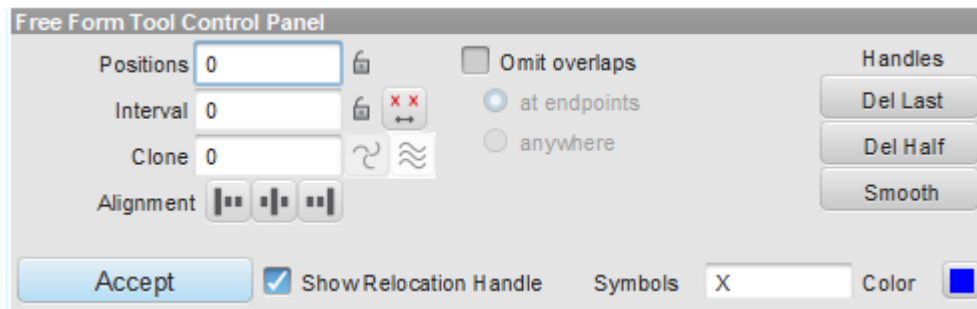 Free Form Tool Control Panel
Positions 0
Omit overlaps
Handles
Interval 0
at endpoints
Del Last
Clone 0
anywhere
Del Half
Alignment
Smooth
Accept
Show Relocation Handle
Symbols X
Color